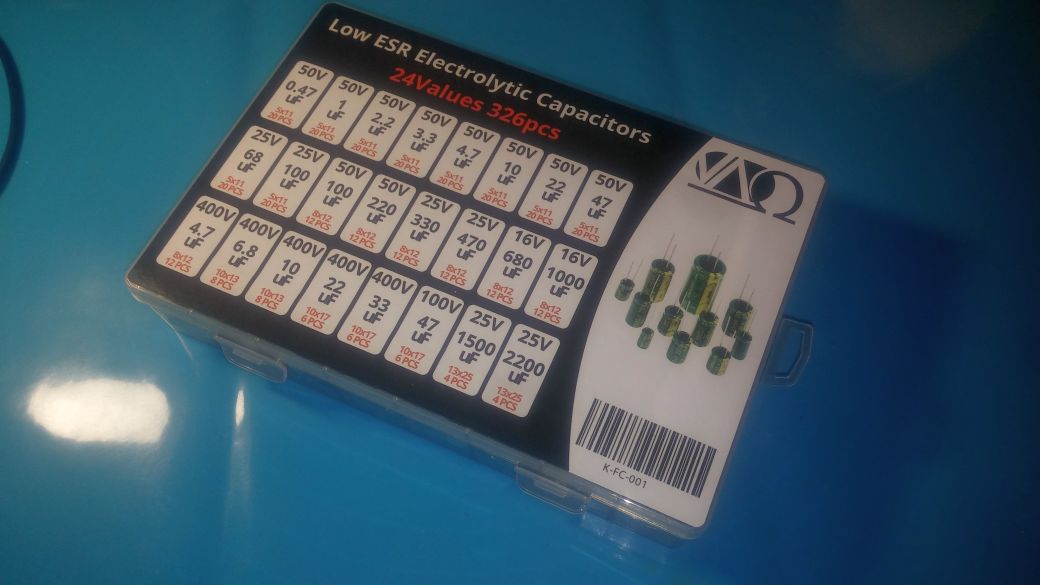 Low ESR Electrolytic Capacitors
24Values 326pcs
50V 50V 50V 50V 50V 50V 50V 50V
0.47 1 2.2 3.3 4.7 10 22 47
uF uF uF uF uF uF uF uF
5x11 5x11 5x11 5x11 5x11 5x11 5x11 5x11
20 PCS 20 PCS 20 PCS 20 PCS 20 PCS 20 PCS 20 PCS 20 PCS
25V 25V 50V 50V 25V 25V 16V 16V
68 100 100 220 330 470 680 1000
uF uF uF uF uF uF uF uF
5x11 5x11 8x12 8x12 8x12 8x12 8x12 8x12
20 PCS 20 PCS 12 PCS 12 PCS 12 PCS 12 PCS 12 PCS 12 PCS
400V 400V 400V 400V 400V 100V 25V 25V
4.7 6.8 10 22 33 47 1500 2200
uF uF uF uF uF uF uF uF
8x12 10x13 10x13 10x17 10x17 10x17 13x25 13x25
12 PCS 8 PCS 8 PCS 6 PCS 6 PCS 6 PCS 4 PCS 4 PCS
K-FC-001